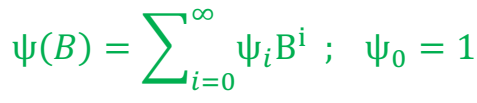 ψ(B) = ∑_{i=0}^{∞} ψ_i B^i ; ψ_0 = 1